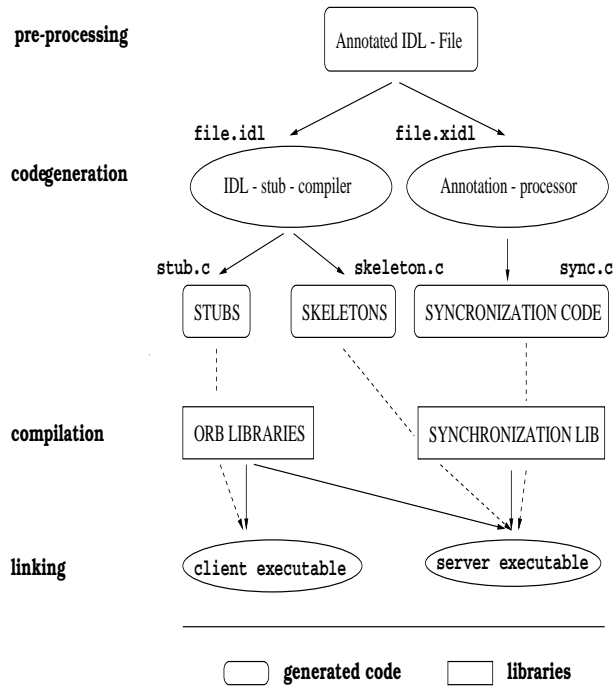 pre-processing
Annotated IDL - File
file.idl
file.xidl
codegeneration
IDL - stub - compiler
Annotation - processor
stub.c
skeleton.c
sync.c
STUBS
SKELETONS
SYNCRONIZATION CODE
compilation
ORB LIBRARIES
SYNCHRONIZATION LIB
linking
client executable
server executable
generated code
libraries